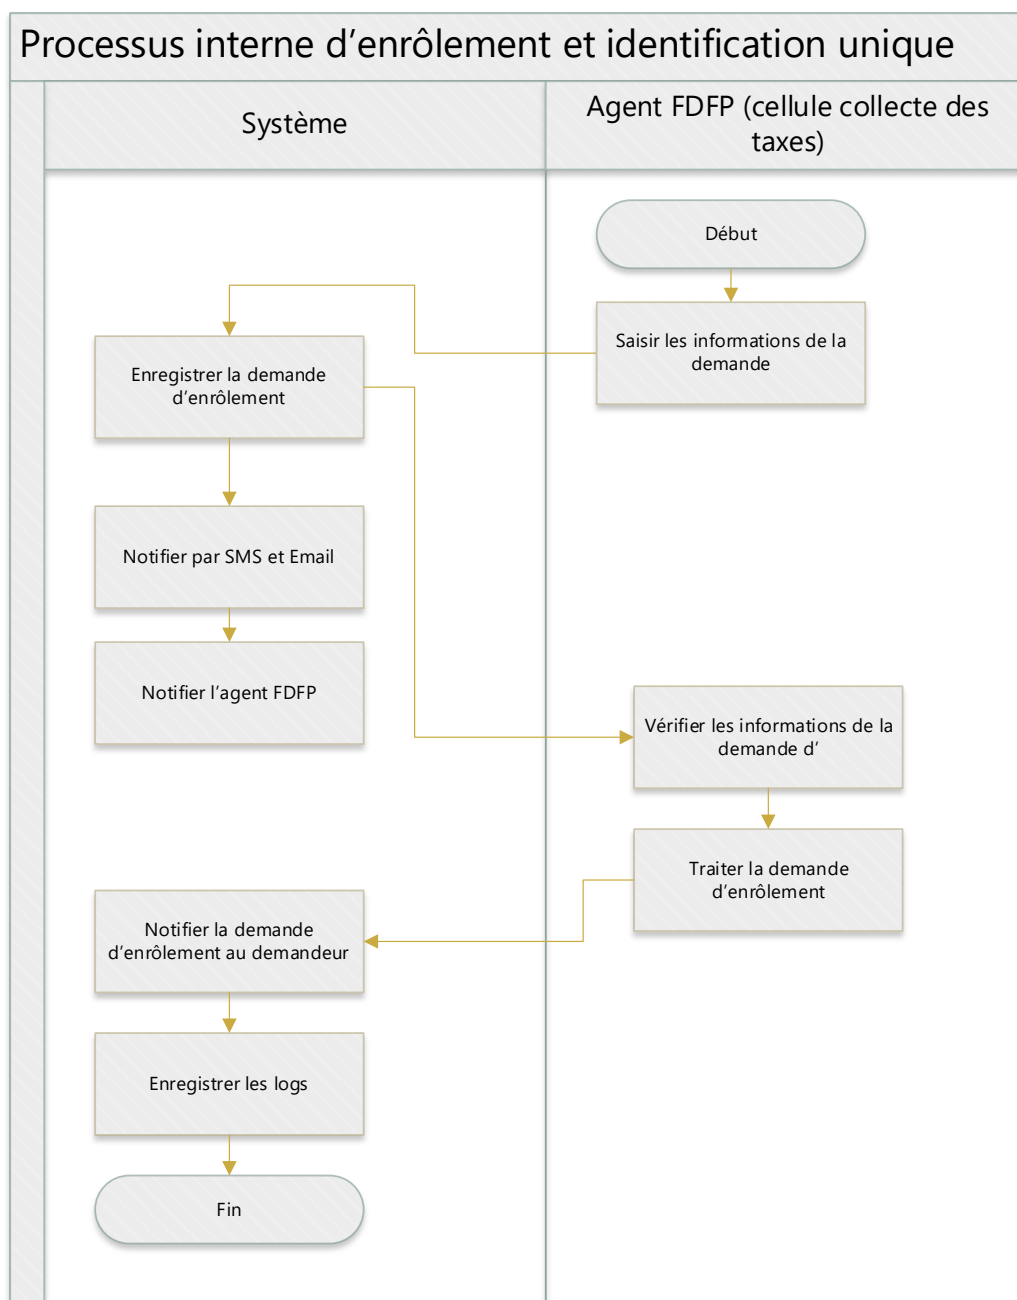 Processus interne d’enrôlement et identification unique
Système
Agent FDFP (cellule collecte des
taxes)
Début
Saisir les informations de la
demande
Enregistrer la demande
d’enrôlement
Notifier par SMS et Email
Notifier l’agent FDFP
Vérifier les informations de la
demande d’
Traiter la demande
d’enrôlement
Notifier la demande
d’enrôlement au demandeur
Enregistrer les logs
Fin